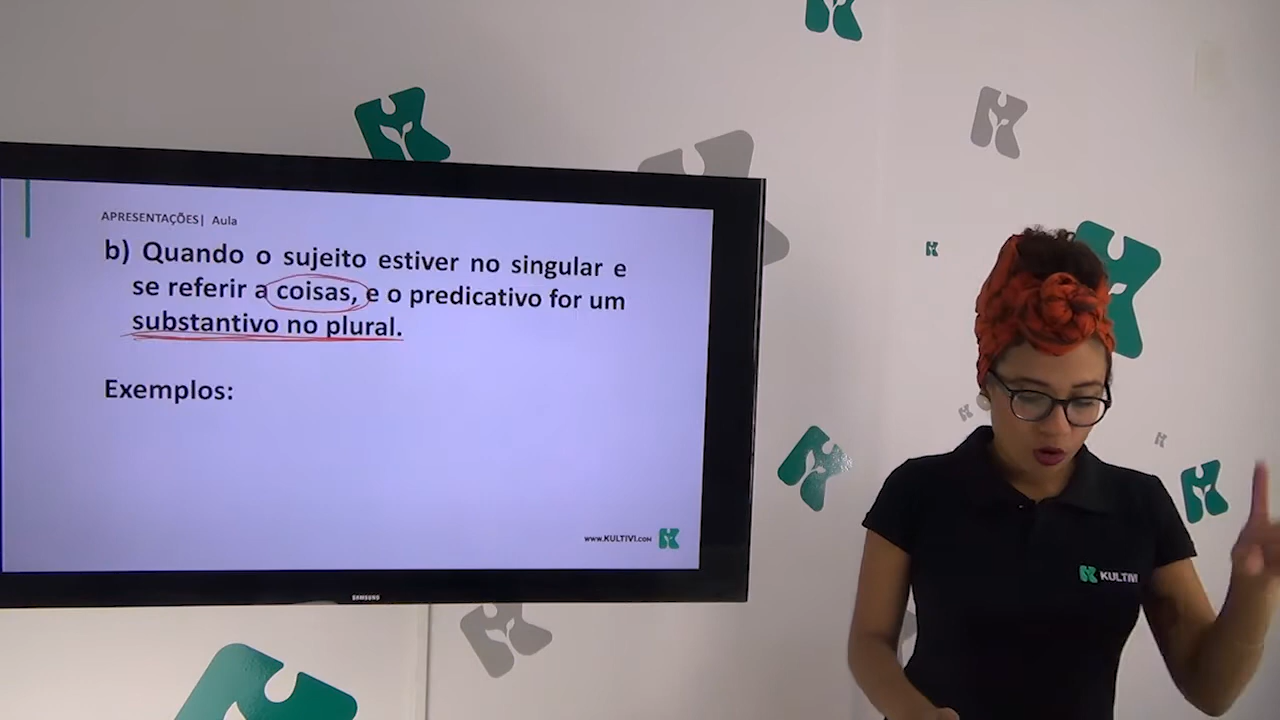 APRESENTAÇÕES| Aula
b) Quando o sujeito estiver no singular e
se referir a coisas, e o predicativo for um
substantivo no plural.
Exemplos:
www.KULTIVI.com
SAMSUNG
KULTIVI